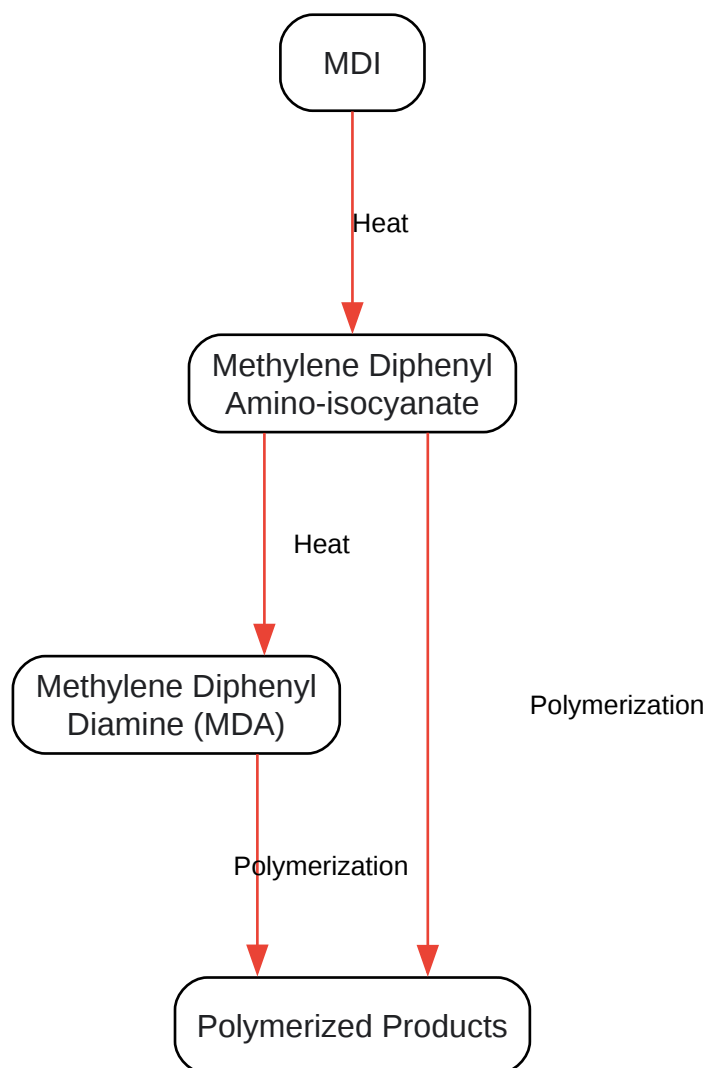 MDI
Heat
Methylene Diphenyl
Amino-isocyanate
Heat
Methylene Diphenyl
Diamine (MDA)
Polymerization
Polymerization
Polymerized Products